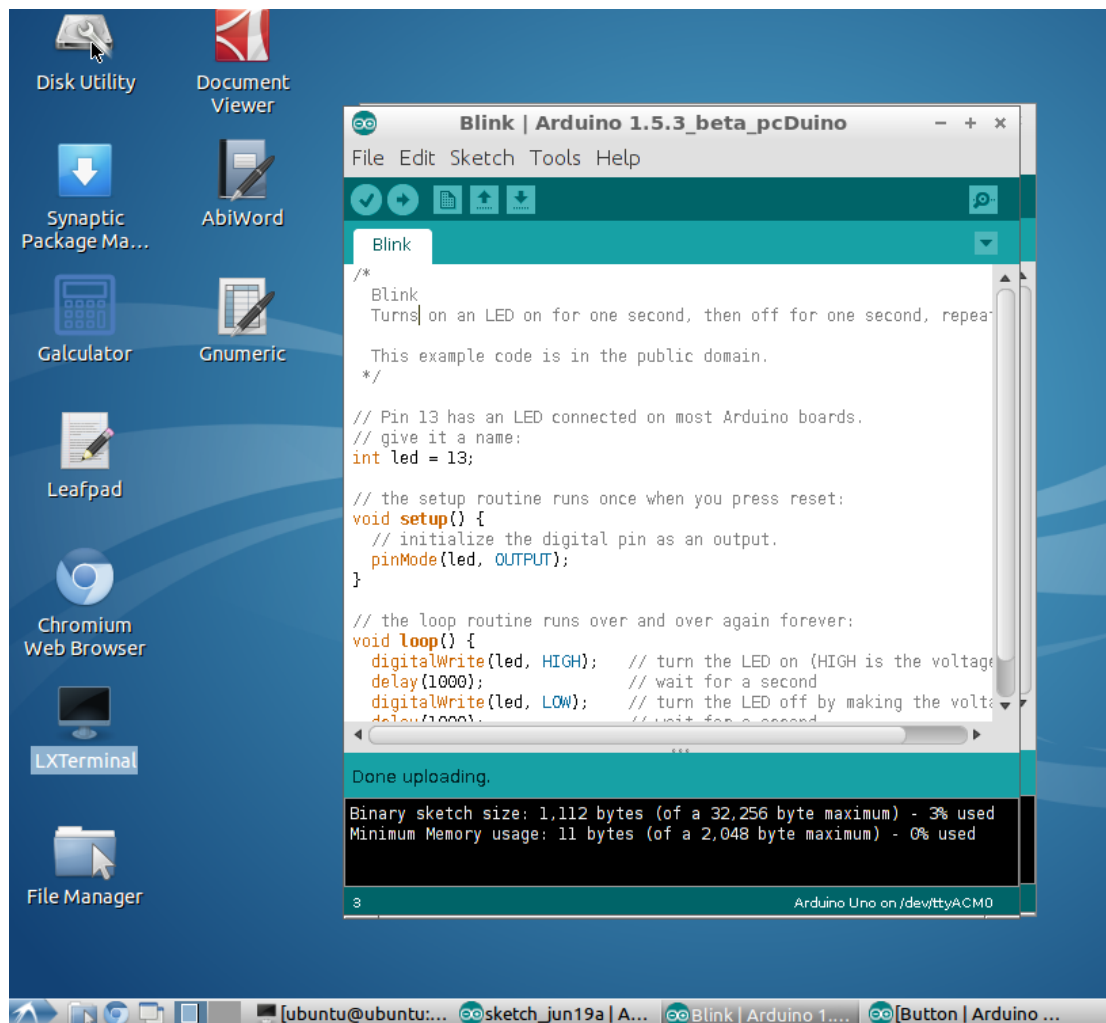 Disk Utility
Document
Viewer
Synaptic
Package Ma...
AbiWord
Galculator
Gnumeric
Leafpad
Chromium
Web Browser
LXTerminal
File Manager
Blink | Arduino 1.5.3_beta_pcDuino
File Edit Sketch Tools Help
Blink
/*
  Blink
  Turns on an LED on for one second, then off for one second, repeat
  This example code is in the public domain.
 */
// Pin 13 has an LED connected on most Arduino boards.
// give it a name:
int led = 13;
// the setup routine runs once when you press reset:
void setup() {
  // initialize the digital pin as an output.
  pinMode(led, OUTPUT);
}
// the loop routine runs over and over again forever:
void loop() {
  digitalWrite(led, HIGH);   // turn the LED on (HIGH is the voltage
  delay(1000);               // wait for a second
  digitalWrite(led, LOW);    // turn the LED off by making the volta
  delay(1000);               // wait for a second
Done uploading.
Binary sketch size: 1,112 bytes (of a 32,256 byte maximum) - 3% used
Minimum Memory usage: 11 bytes (of a 2,048 byte maximum) - 0% used
3 Arduino Uno on /dev/ttyACM0
[ubuntu@ubuntu:... sketch_jun19a | A... Blink | Arduino 1.... [Button | Arduino ...